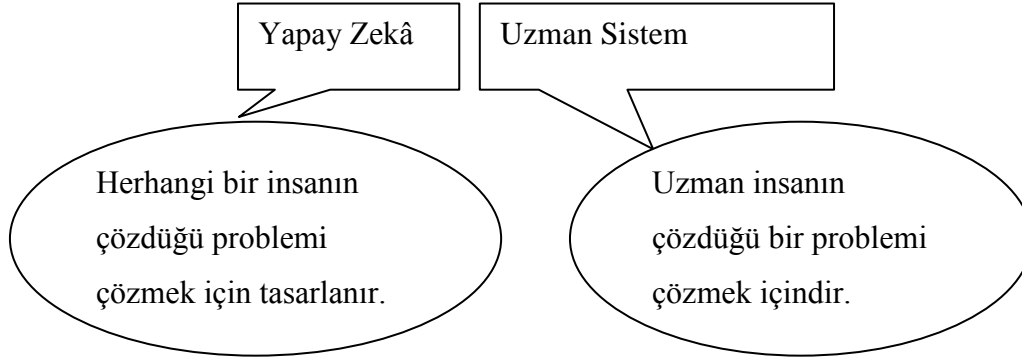 Yapay Zekâ
Uzman Sistem
Herhangi bir insanın
çözdüğü problemi
çözmek için tasarlanır.
Uzman insanın
çözdüğü bir problemi
çözmek içindir.